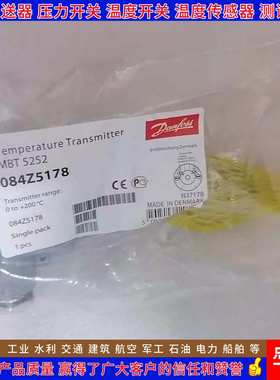 送器 压力开关 温度开关 温度传感器 测
Temperature Transmitter
MBT 5252
084Z5178
Danfoss
Transmitter range:
0 to +200 °C
CE
084Z5178
Single pack
1 pcs
N37178
MADE IN DENMARK
工业 水利 交通 建筑 航空 军工 石油 电力 船舶 等
产品质量 赢得了广大客户的信任和赞誉